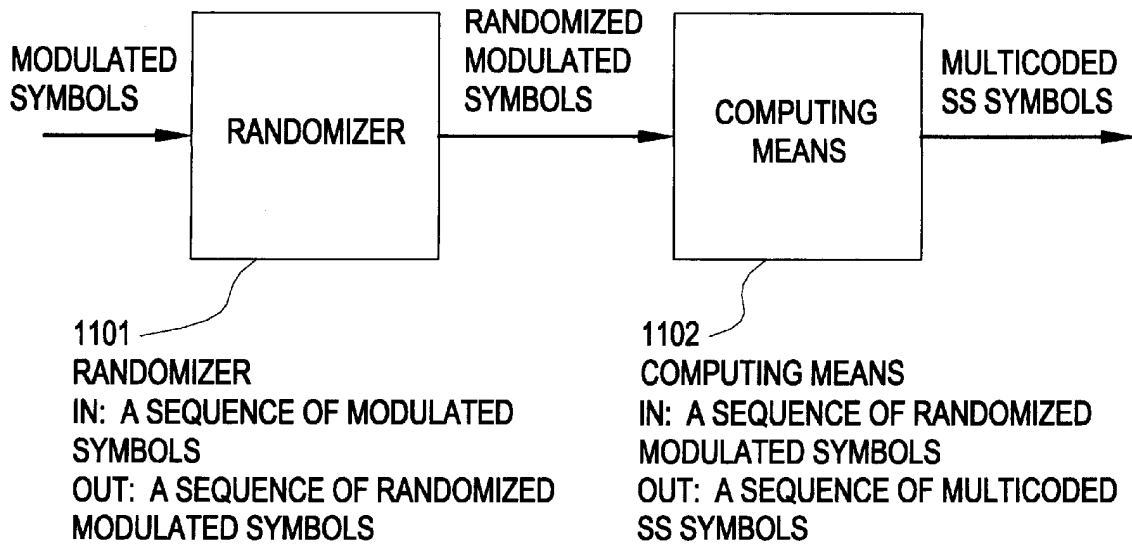 MODULATED
SYMBOLS
RANDOMIZER
RANDOMIZED
MODULATED
SYMBOLS
COMPUTING
MEANS
MULTICODED
SS SYMBOLS
1101
RANDOMIZER
IN: A SEQUENCE OF MODULATED
SYMBOLS
OUT: A SEQUENCE OF RANDOMIZED
MODULATED SYMBOLS
1102
COMPUTING MEANS
IN: A SEQUENCE OF RANDOMIZED
MODULATED SYMBOLS
OUT: A SEQUENCE OF MULTICODED
SS SYMBOLS